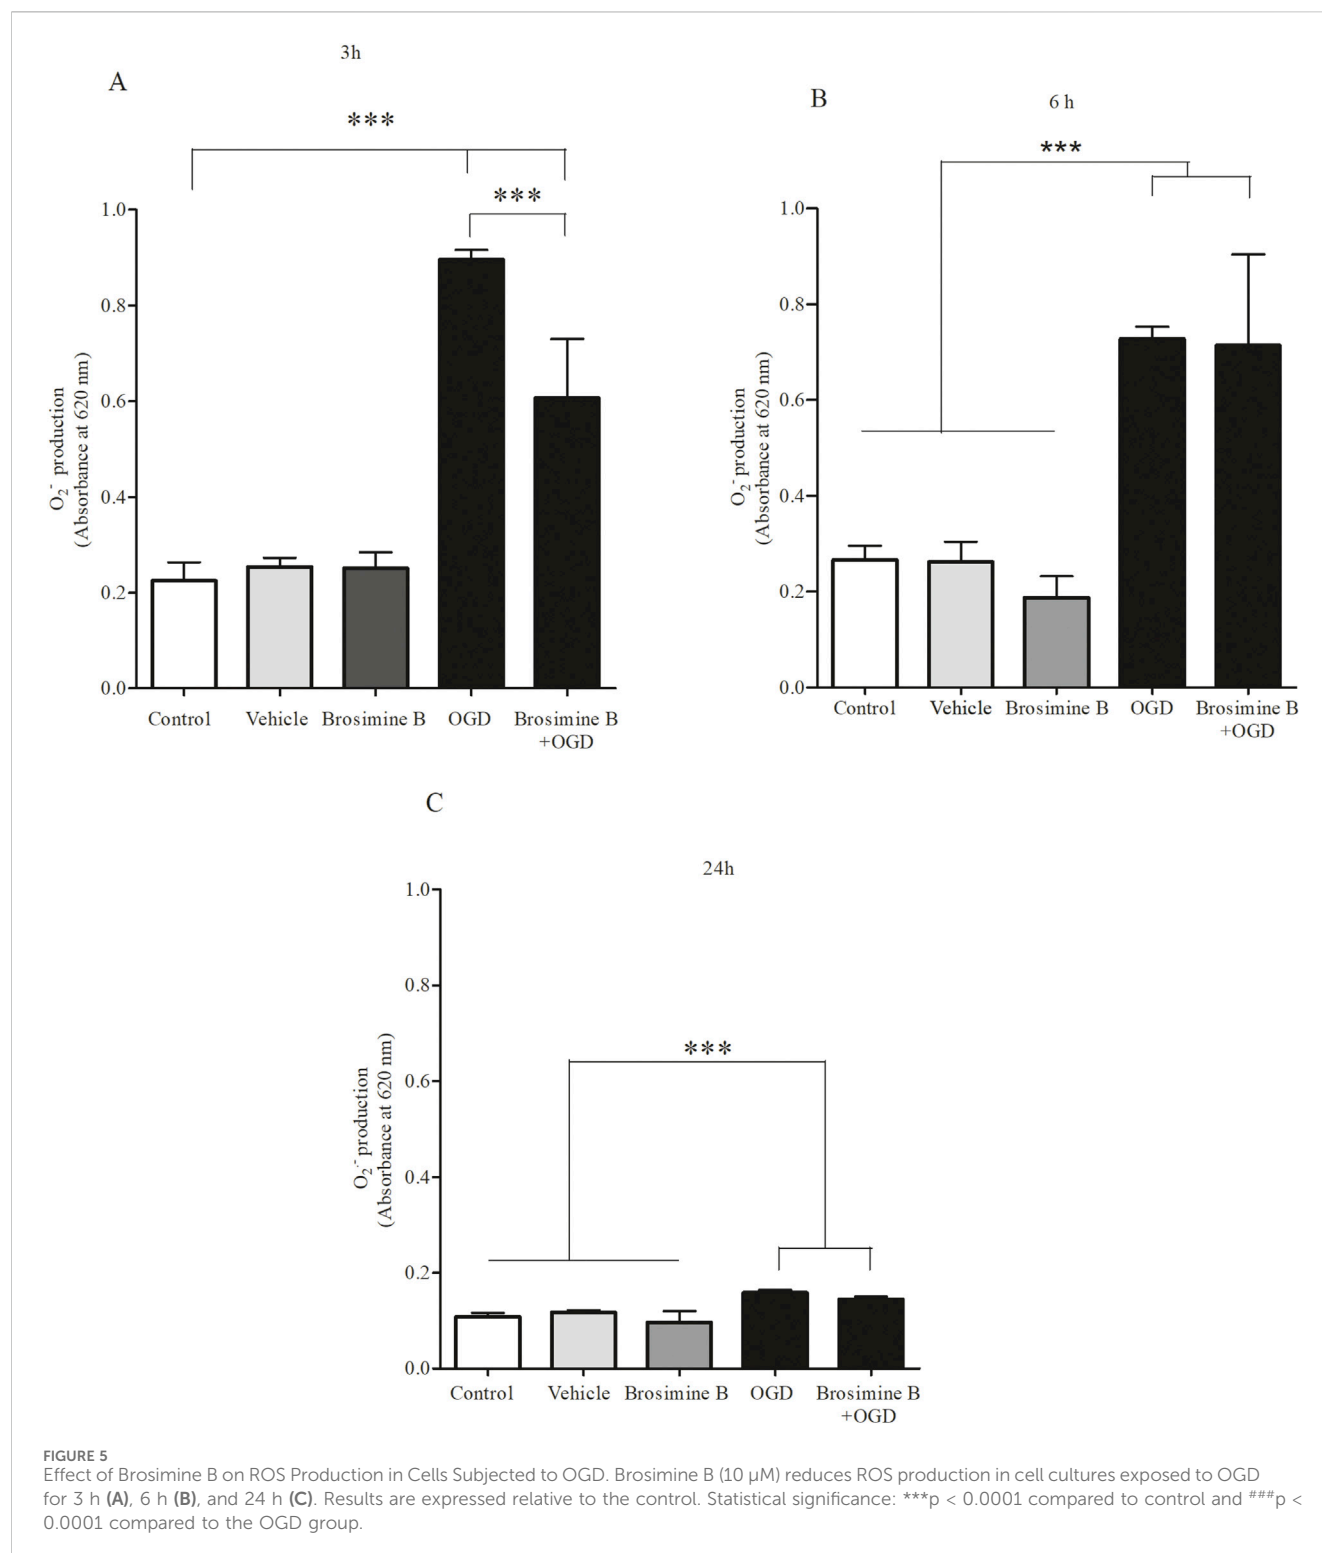 3h
A
***
***
1.0
0.8
0.6
0.4
0.2
0.0
O₂⁻ production
(Absorbance at 620 nm)
Control
Vehicle
Brosimine B
OGD
Brosimine B
+OGD
B
6 h
***
1.0
0.8
0.6
0.4
0.2
0.0
O₂⁻ production
(Absorbance at 620 nm)
Control
Vehicle
Brosimine B
OGD
Brosimine B
+OGD
C
24h
***
1.0
0.8
0.6
0.4
0.2
0.0
O₂⁻ production
(Absorbance at 620 nm)
Control
Vehicle
Brosimine B
OGD
Brosimine B
+OGD
FIGURE 5
Effect of Brosimine B on ROS Production in Cells Subjected to OGD. Brosimine B (10 μM) reduces ROS production in cell cultures exposed to OGD
for 3 h (A), 6 h (B), and 24 h (C). Results are expressed relative to the control. Statistical significance: ***p < 0.0001 compared to control and ###p <
0.0001 compared to the OGD group.